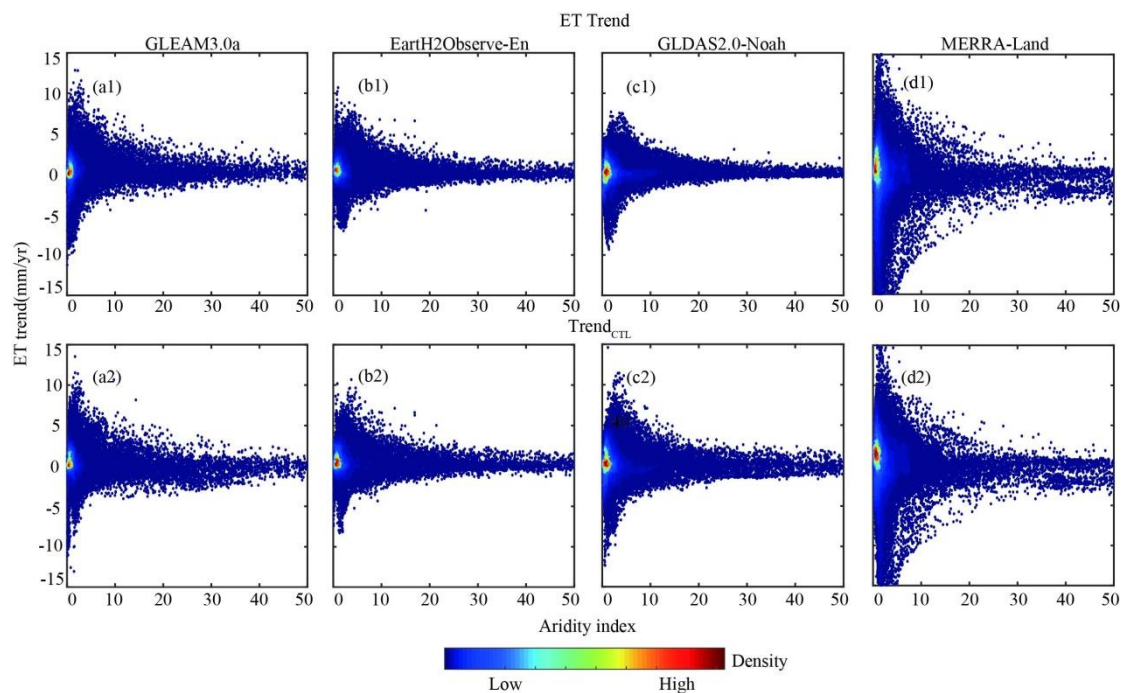 ET Trend
GLEAM3.0a EartH2Observe-En GLDAS2.0-Noah MERRA-Land
(a1) (b1) (c1) (d1)
15
10
5
0
-5
-10
-15
0 10 20 30 40 50 0 10 20 30 40 50 0 10 20 30 40 50 0 10 20 30 40 50
ET trend(mm/yr)
Trend_CTL
(a2) (b2) (c2) (d2)
15
10
5
0
-5
-10
-15
0 10 20 30 40 50 0 10 20 30 40 50 0 10 20 30 40 50 0 10 20 30 40 50
Aridity index
Density
Low High